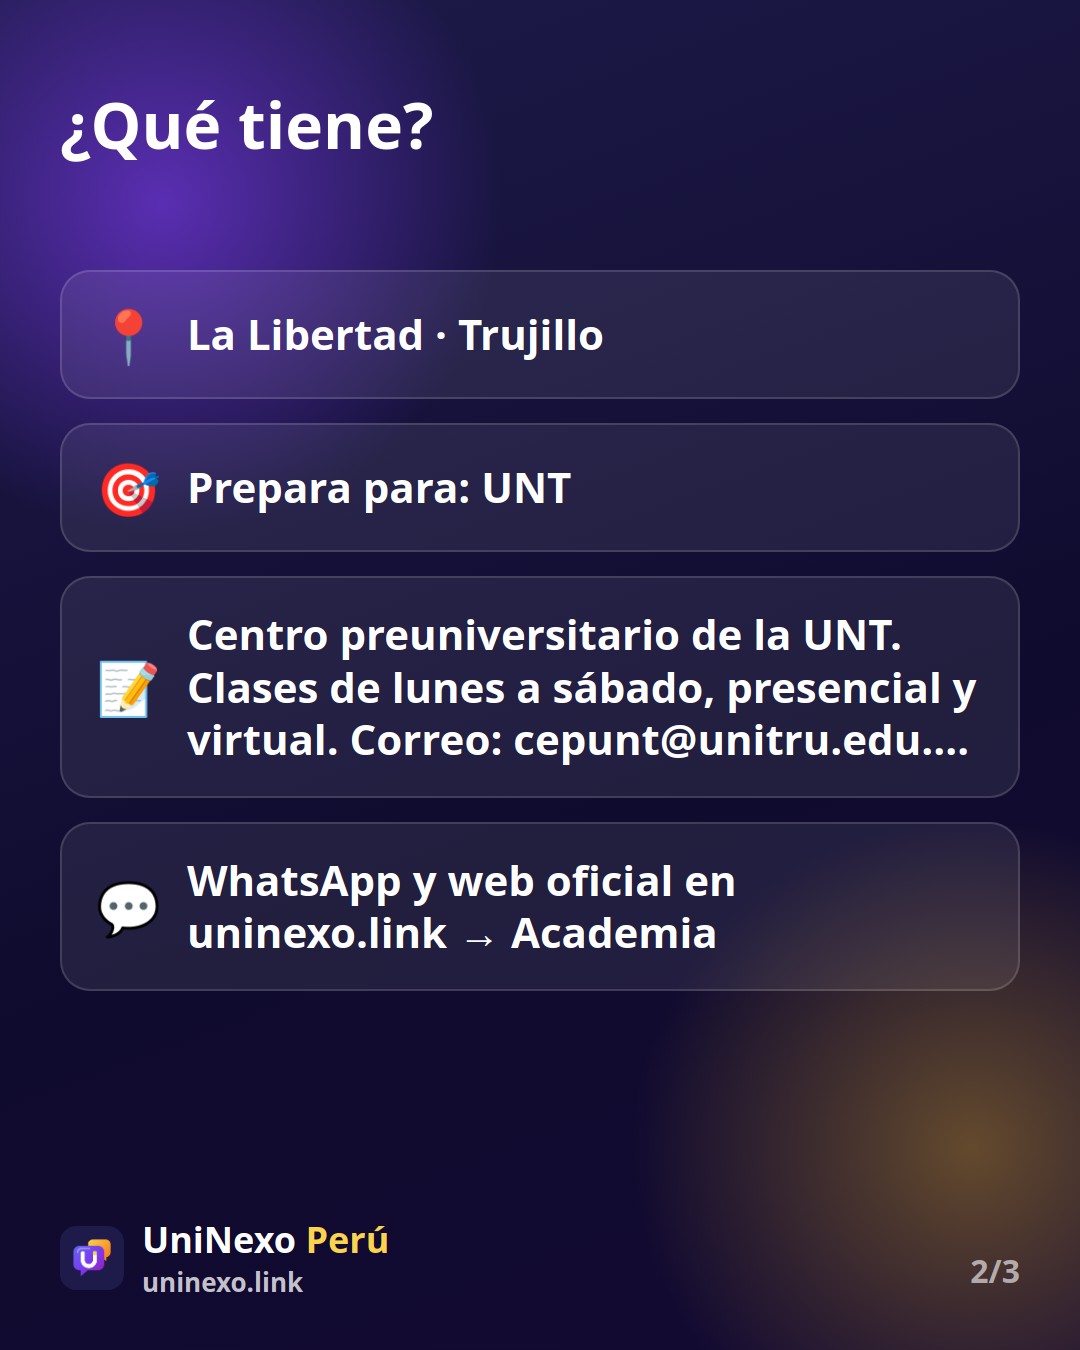 ¿Qué tiene?
La Libertad · Trujillo
Prepara para: UNT
Centro preuniversitario de la UNT.
Clases de lunes a sábado, presencial y
virtual. Correo: cepunt@unitru.edu....
WhatsApp y web oficial en
uninexo.link → Academia
UniNexo Perú
uninexo.link
2/3